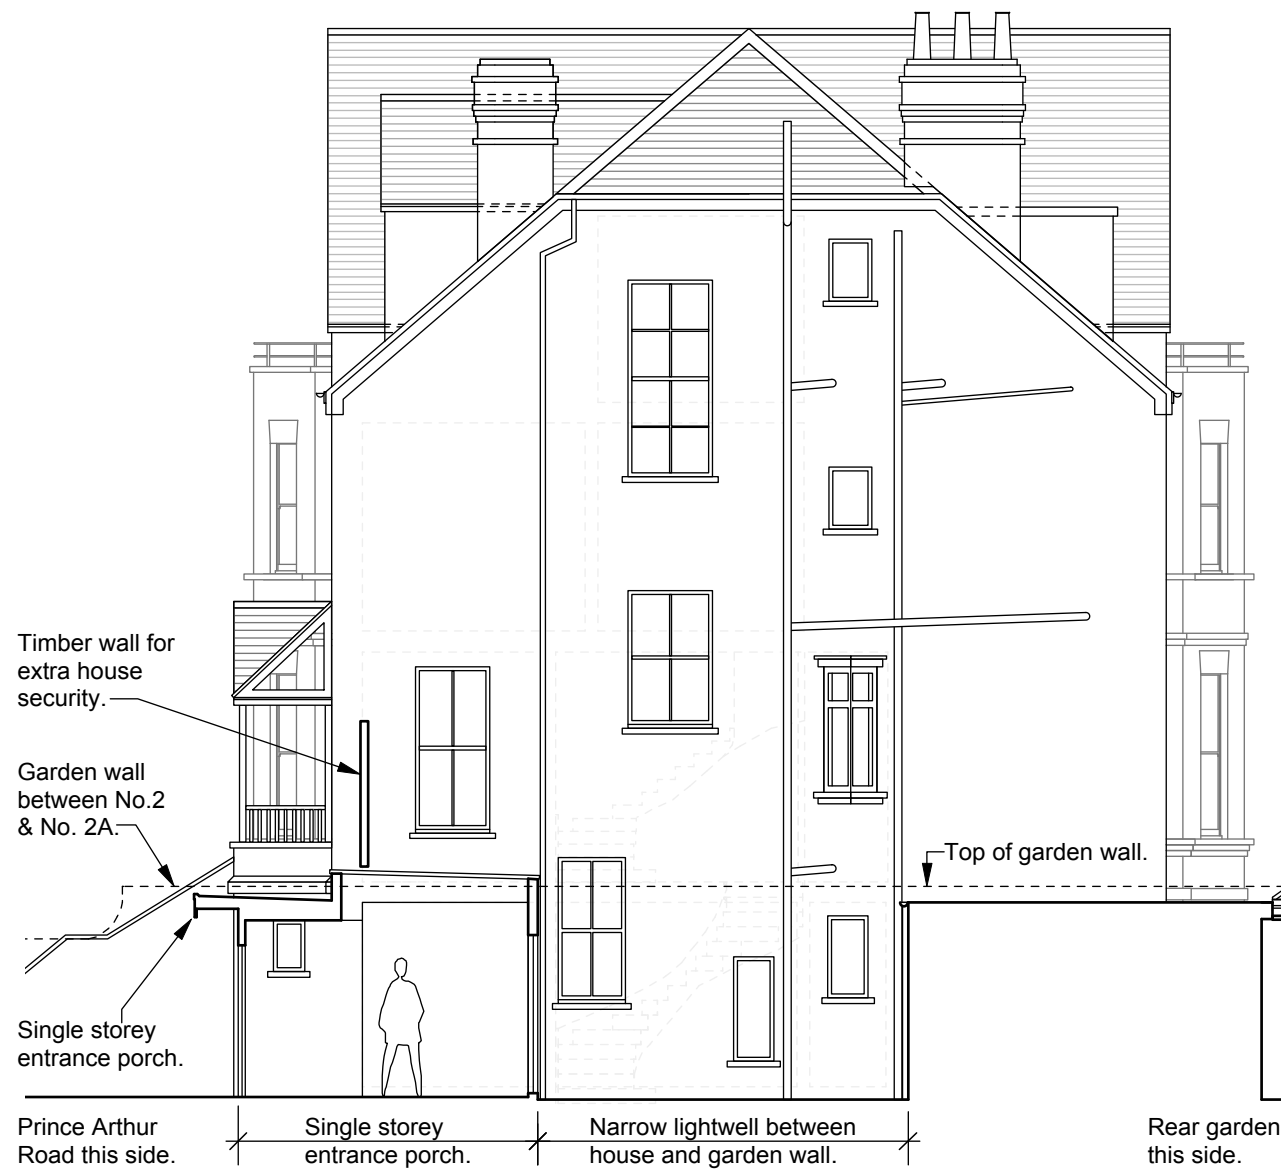 Timber wall for
extra house
security.
Garden wall
between No.2
& No. 2A.
Top of garden wall.
Single storey
entrance porch.
Prince Arthur
Road this side.
Single storey
entrance porch.
Narrow lightwell between
house and garden wall.
Rear garden
this side.